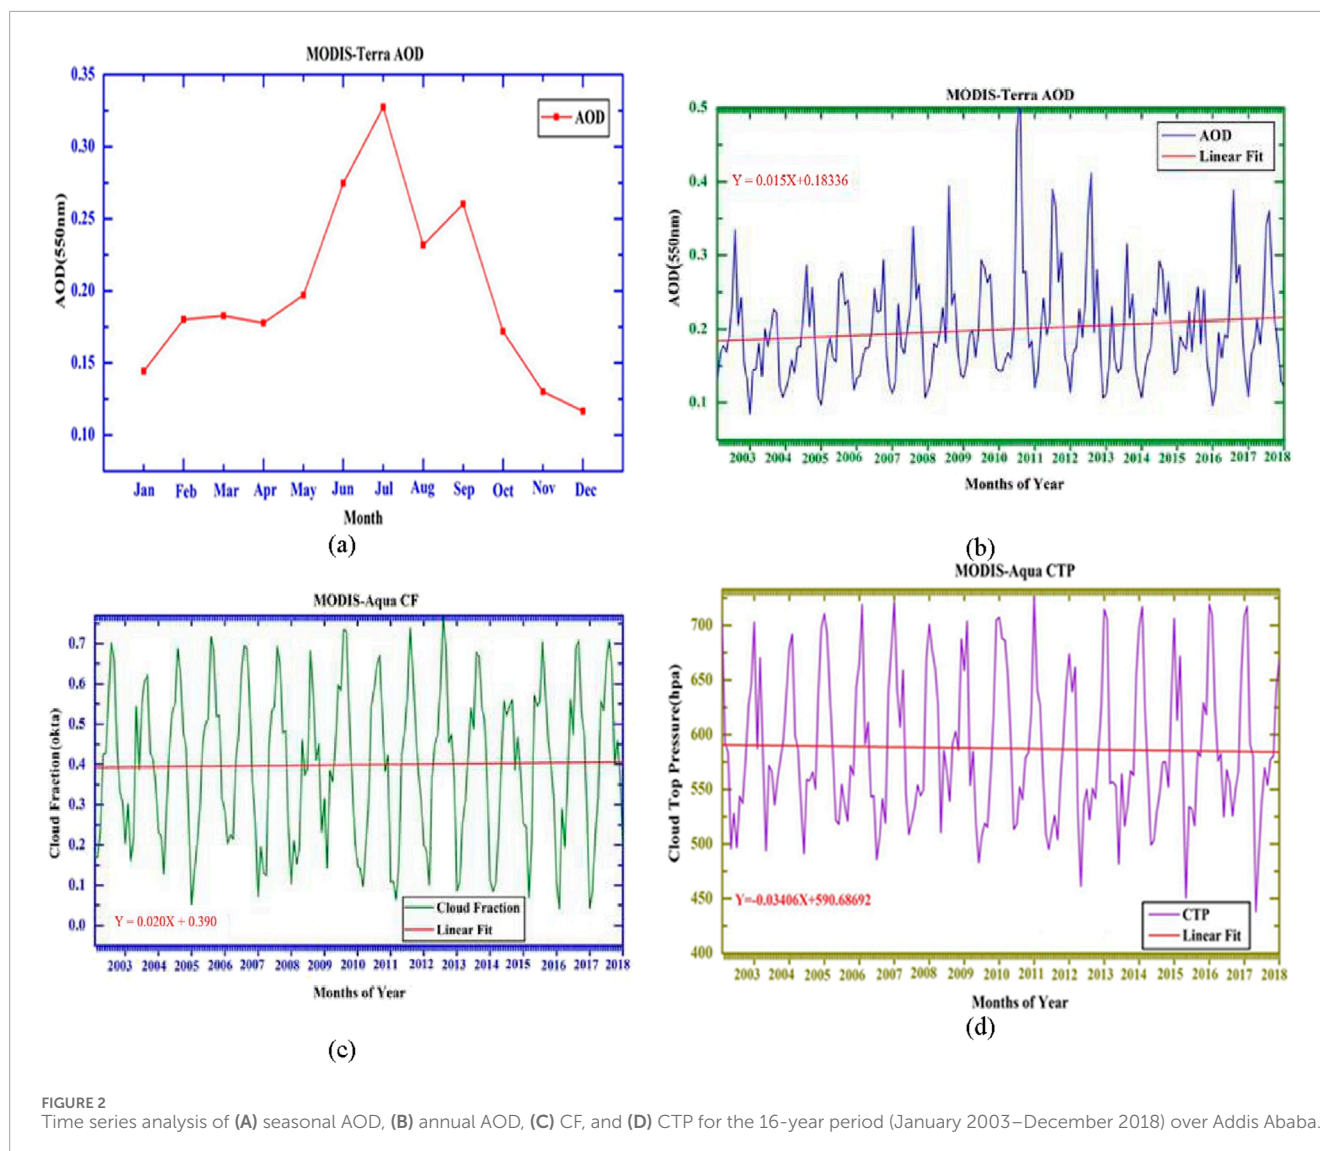 MODIS-Terra AOD
0.35
0.30
0.25
0.20
0.15
0.10
AOD(550nm)
AOD
Jan Feb Mar Apr May Jun Jul Aug Sep Oct Nov Dec
Month
(a)
MODIS-Terra AOD
0.5
0.4
0.3
0.2
0.1
AOD(550nm)
AOD
Linear Fit
Y = 0.015X+0.18336
2003 2004 2005 2006 2007 2008 2009 2010 2011 2012 2013 2014 2015 2016 2017 2018
Months of Year
(b)
MODIS-Aqua CF
0.7
0.6
0.5
0.4
0.3
0.2
0.1
0.0
Cloud Fraction(okta)
Y = 0.020X + 0.390
Cloud Fraction
Linear Fit
2003 2004 2005 2006 2007 2008 2009 2010 2011 2012 2013 2014 2015 2016 2017 2018
Months of Year
(c)
MODIS-Aqua CTP
700
650
600
550
500
450
400
Cloud Top Pressure(hpa)
Y=-0.03406X+590.68692
CTP
Linear Fit
2003 2004 2005 2006 2007 2008 2009 2010 2011 2012 2013 2014 2015 2016 2017 2018
Months of Year
(d)
FIGURE 2
Time series analysis of (A) seasonal AOD, (B) annual AOD, (C) CF, and (D) CTP for the 16-year period (January 2003–December 2018) over Addis Ababa.